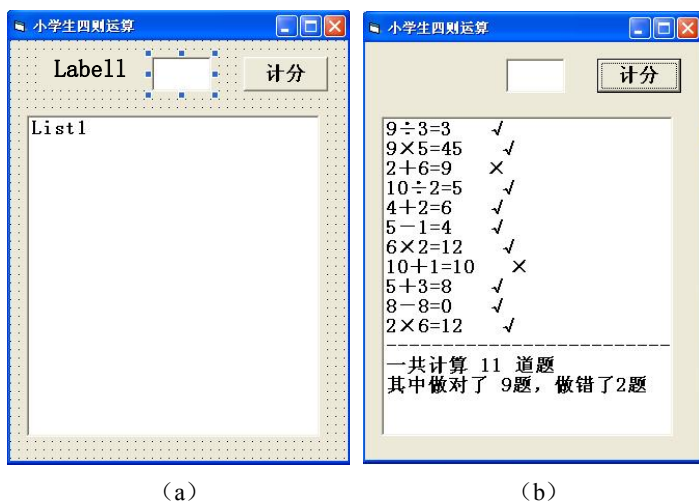 小学生四则运算
Label1
计分
List1
小学生四则运算
计分
9÷3=3 √
9×5=45 √
2+6=9 ×
10÷2=5 √
4+2=6 √
5-1=4 √
6×2=12 √
10+1=10 ×
5+3=8 √
8-8=0 √
2×6=12 √
--------------------------
一共计算 11 道题
其中做对了 9题，做错了2题
（a）
（b）